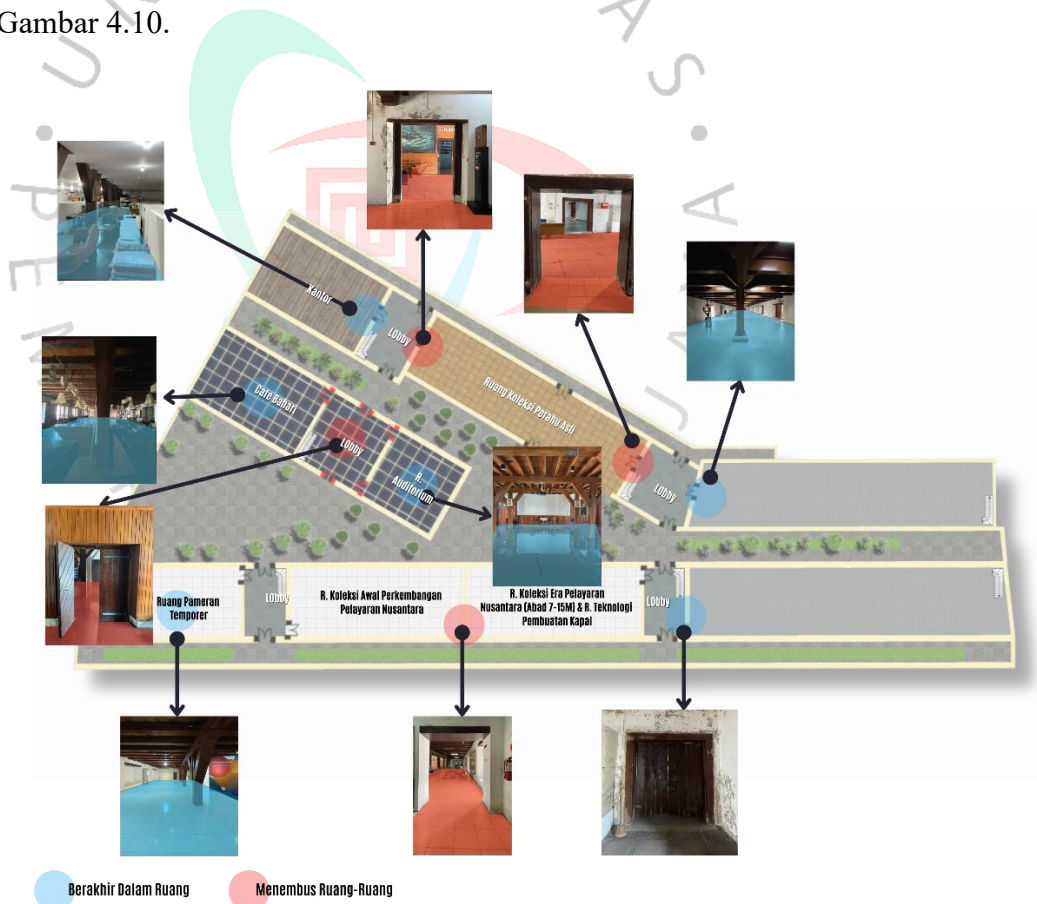 Gambar 4.10.
Kantor
Lobby
Ruang Koleksi Perahu Asli
Cafe Bahari
Lobby
R.
Auditorium
Lobby
Ruang Pameran
Temporer
Lobby
R. Koleksi Awal Perkembangan
Pelayaran Nusantara
R. Koleksi Era Pelayaran
Nusantara (Abad 7-15M) & R. Teknologi
Pembuatan Kapal
Lobby
Berakhir Dalam Ruang
Menembus Ruang-Ruang